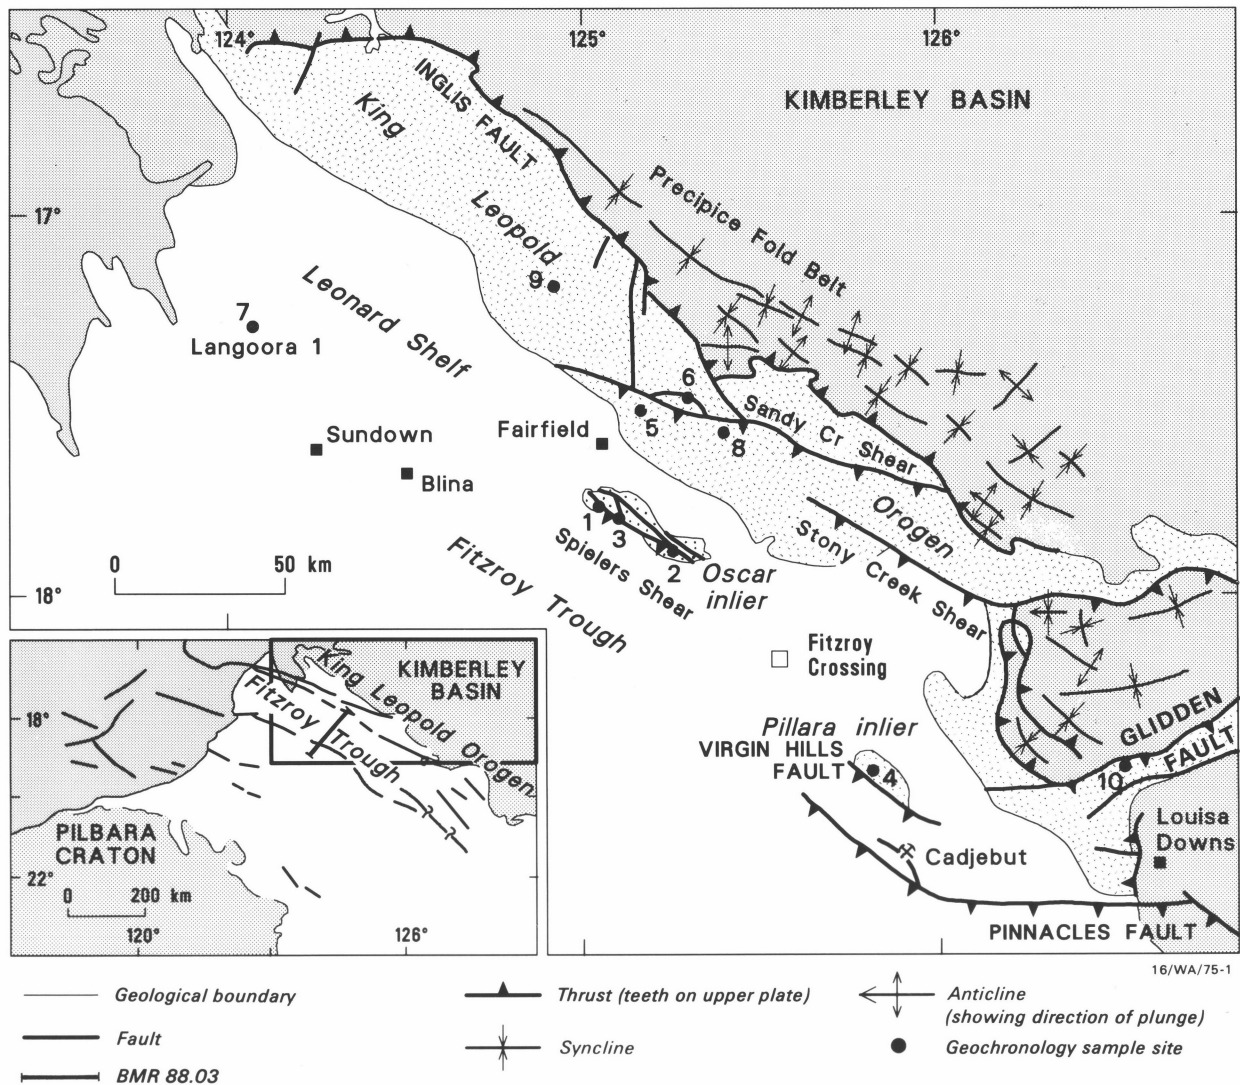 124°
125°
126°
INGLIS FAULT
KIMBERLEY BASIN
King
Leopold
Orogen
Precipice Fold Belt
17°
9
7
Langoora 1
Leonard Shelf
6
5
8
Sandy Cr Shear
Fairfield
Sundown
Blina
1
3
2
Spielers Shear
Oscar
inlier
Stony Creek Shear
0 50 km
Fitzroy Trough
18°
Fitzroy
Crossing
Pillara inlier
VIRGIN HILLS
FAULT
4
GLIDDEN
FAULT
10
Louisa
Downs
Cadjebut
PINNACLES FAULT
KIMBERLEY
BASIN
King Leopold Orogen
Fitzroy Trough
18°
?
?
PILBARA
CRATON
0 200 km
22°
120°
126°
16/WA/75-1
Geological boundary
Fault
BMR 88.03
Thrust (teeth on upper plate)
Syncline
Anticline
(showing direction of plunge)
Geochronology sample site